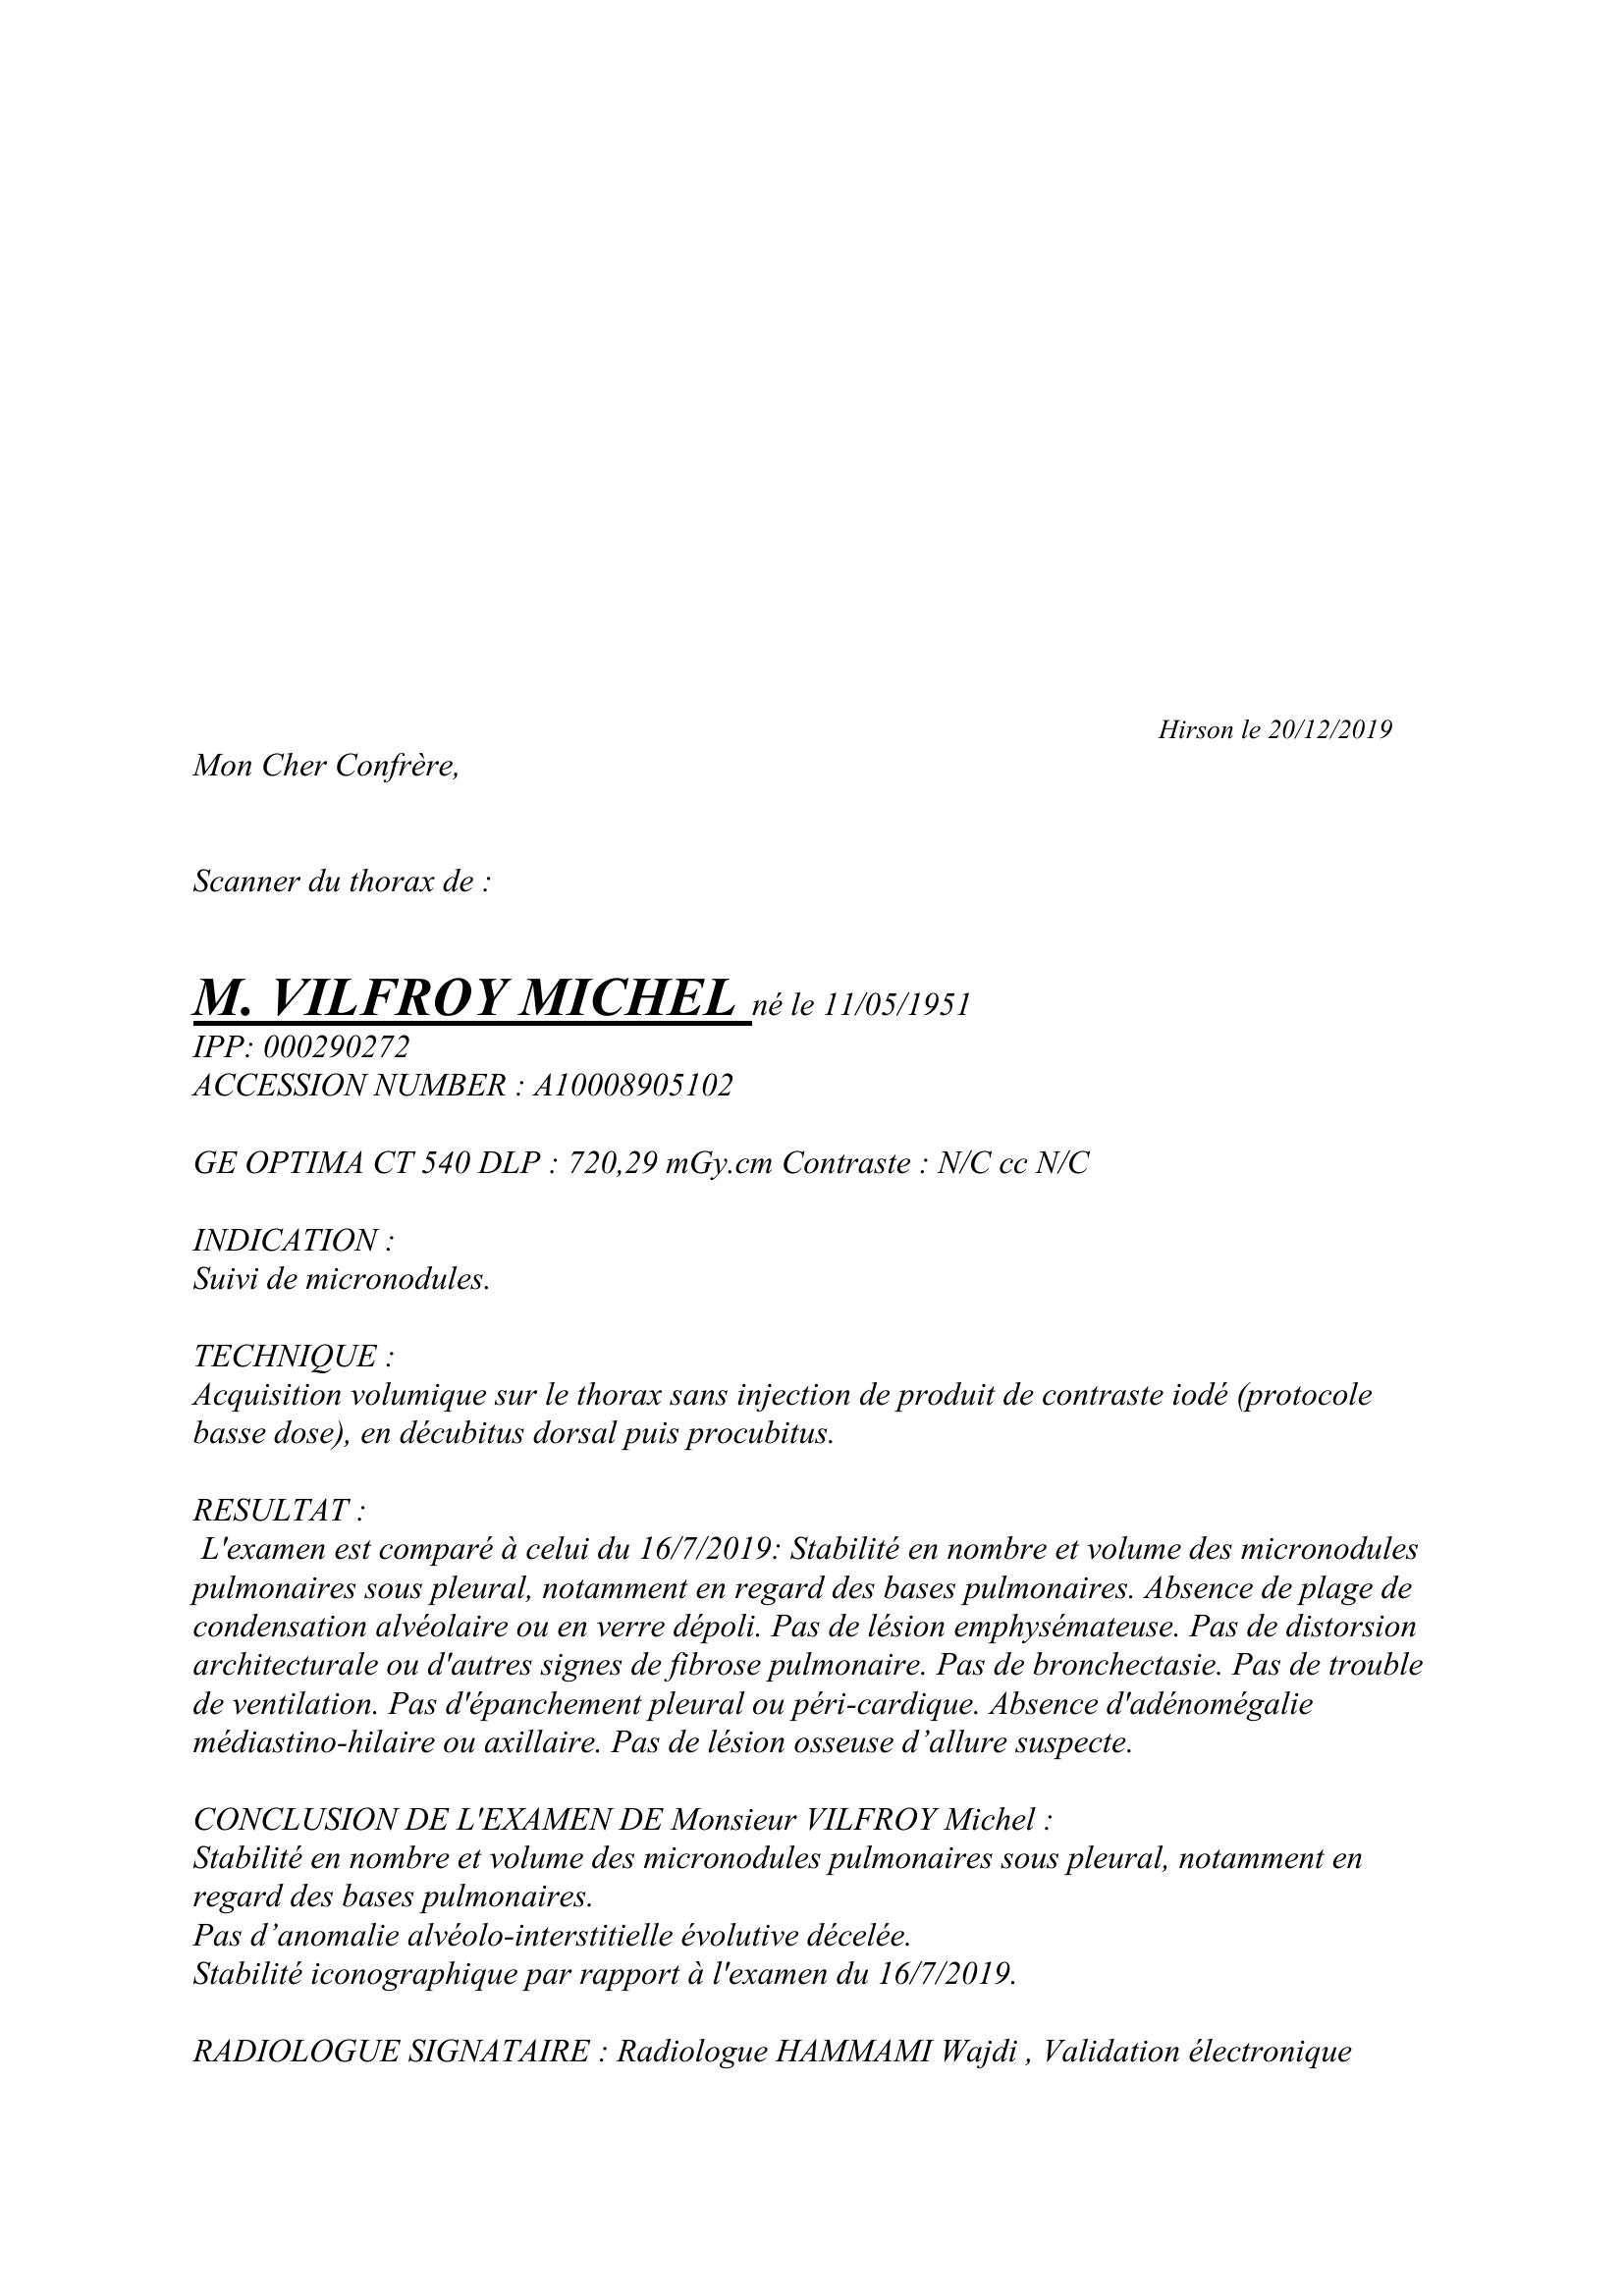 Hirson le 20/12/2019
Mon Cher Confrère,
Scanner du thorax de :
M. VILFROY MICHEL né le 11/05/1951
IPP: 000290272
ACCESSION NUMBER : A10008905102
GE OPTIMA CT 540 DLP : 720,29 mGy.cm Contraste : N/C cc N/C
INDICATION :
Suivi de micronodules.
TECHNIQUE :
Acquisition volumique sur le thorax sans injection de produit de contraste iodé (protocole
basse dose), en décubitus dorsal puis procubitus.
RESULTAT :
L'examen est comparé à celui du 16/7/2019: Stabilité en nombre et volume des micronodules
pulmonaires sous pleural, notamment en regard des bases pulmonaires. Absence de plage de
condensation alvéolaire ou en verre dépoli. Pas de lésion emphysémateuse. Pas de distorsion
architecturale ou d'autres signes de fibrose pulmonaire. Pas de bronchectasie. Pas de trouble
de ventilation. Pas d'épanchement pleural ou péri-cardique. Absence d'adénomégalie
médiastino-hilaire ou axillaire. Pas de lésion osseuse d’allure suspecte.
CONCLUSION DE L'EXAMEN DE Monsieur VILFROY Michel :
Stabilité en nombre et volume des micronodules pulmonaires sous pleural, notamment en
regard des bases pulmonaires.
Pas d’anomalie alvéolo-interstitielle évolutive décelée.
Stabilité iconographique par rapport à l'examen du 16/7/2019.
RADIOLOGUE SIGNATAIRE : Radiologue HAMMAMI Wajdi , Validation électronique